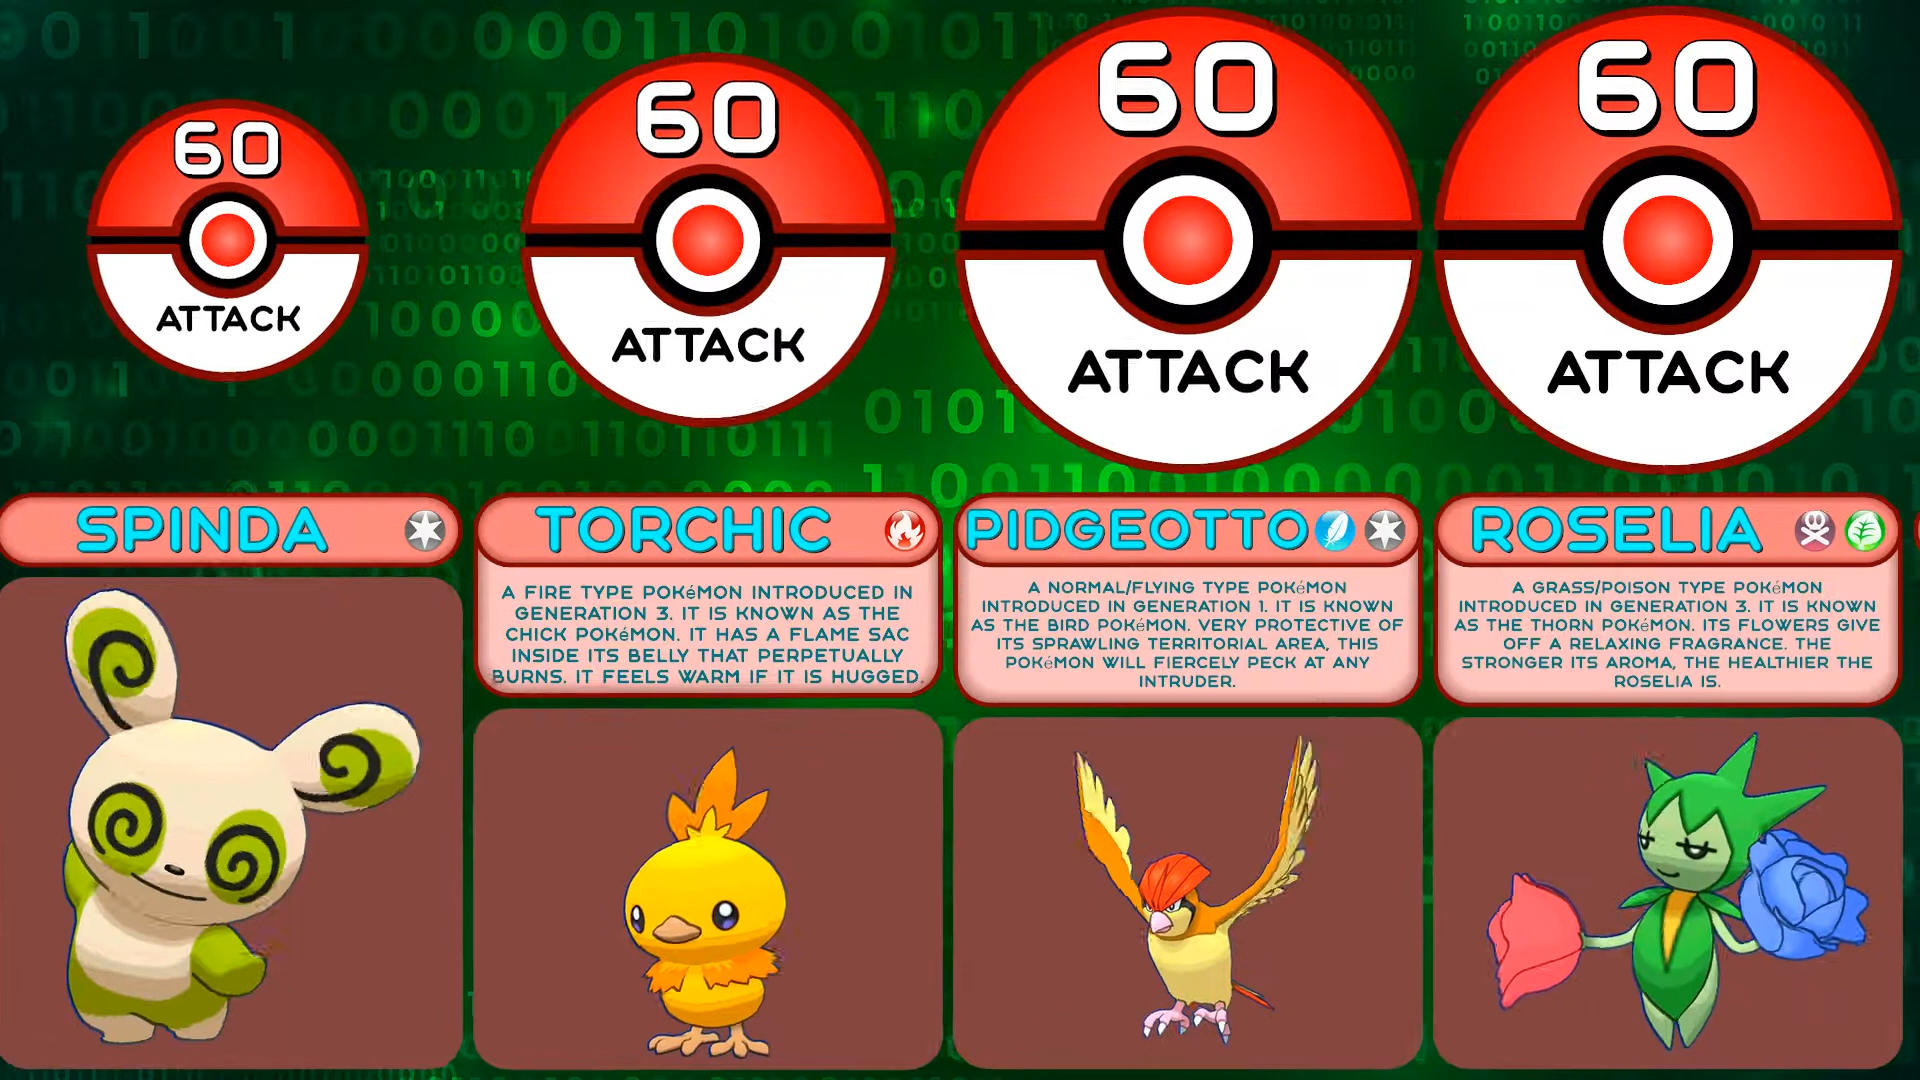 60
ATTACK
60
ATTACK
60
ATTACK
60
ATTACK
SPINDA
TORCHIC
A FIRE TYPE POKéMON INTRODUCED IN
GENERATION 3. IT IS KNOWN AS THE
CHICK POKéMON. IT HAS A FLAME SAC
INSIDE ITS BELLY THAT PERPETUALLY
BURNS. IT FEELS WARM IF IT IS HUGGED.
PIDGEOTTO
A NORMAL/FLYING TYPE POKéMON
INTRODUCED IN GENERATION 1. IT IS KNOWN
AS THE BIRD POKéMON. VERY PROTECTIVE OF
ITS SPRAWLING TERRITORIAL AREA, THIS
POKéMON WILL FIERCELY PECK AT ANY
INTRUDER.
ROSELIA
A GRASS/POISON TYPE POKéMON
INTRODUCED IN GENERATION 3. IT IS KNOWN
AS THE THORN POKéMON. ITS FLOWERS GIVE
OFF A RELAXING FRAGRANCE. THE
STRONGER ITS AROMA, THE HEALTHIER THE
ROSELIA IS.